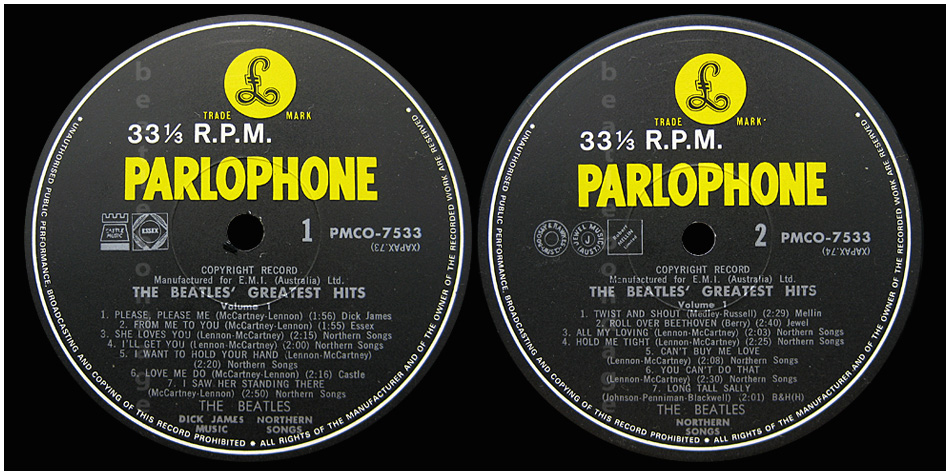 £
TRADE MARK
33⅓ R.P.M.
PARLOPHONE
UNAUTHORISED PUBLIC PERFORMANCE, BROADCASTING AND COPYING OF THIS RECORD PROHIBITED ● ALL RIGHTS OF THE MANUFACTURER AND OF THE OWNER OF THE RECORDED WORK ARE RESERVED ●
CASTLE MUSIC
ESSEX
1
PMCO-7533
(XAPAX.73)
COPYRIGHT RECORD
Manufactured for E.M.I. (Australia) Ltd.
THE BEATLES' GREATEST HITS
Volume 1
1. PLEASE, PLEASE ME (McCartney-Lennon) (1:56) Dick James
2. FROM ME TO YOU (McCartney-Lennon) (1:55) Essex
3. SHE LOVES YOU (Lennon-McCartney) (2:15) Northern Songs
4. I'LL GET YOU (Lennon-McCartney) (2:00) Northern Songs
5. I WANT TO HOLD YOUR HAND (Lennon-McCartney)
(2:20) Northern Songs
6. LOVE ME DO (McCartney-Lennon) (2:16) Castle
7. I SAW HER STANDING THERE
(McCartney-Lennon) (2:50) Northern Songs
THE BEATLES
DICK JAMES NORTHERN
MUSIC SONGS
£
TRADE MARK
33⅓ R.P.M.
PARLOPHONE
UNAUTHORISED PUBLIC PERFORMANCE, BROADCASTING AND COPYING OF THIS RECORD PROHIBITED ● ALL RIGHTS OF THE MANUFACTURER AND OF THE OWNER OF THE RECORDED WORK ARE RESERVED ●
2
PMCO-7533
(XAPAX.74)
COPYRIGHT RECORD
Manufactured for E.M.I. (Australia) Ltd.
THE BEATLES' GREATEST HITS
Volume 1
1. TWIST AND SHOUT (Medley-Russell) (2:29) Mellin
2. ROLL OVER BEETHOVEN (Berry) (2:40) Jewel
3. ALL MY LOVING (Lennon-McCartney) (2:03) Northern Songs
4. HOLD ME TIGHT (Lennon-McCartney) (2:25) Northern Songs
5. CAN'T BUY ME LOVE
(Lennon-McCartney) (2:08) Northern Songs
6. YOU CAN'T DO THAT
(Lennon-McCartney) (2:30) Northern Songs
7. LONG TALL SALLY
(Johnson-Penniman-Blackwell) (2:01) B&H(H)
THE BEATLES
NORTHERN
SONGS